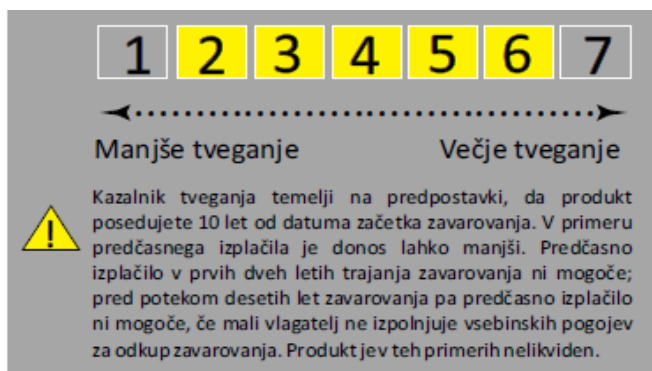 1 2 3 4 5 6 7
Manjše tveganje Večje tveganje
Kazalnik tveganja temelji na predpostavki, da produkt
posedujete 10 let od datuma začetka zavarovanja. V primeru
predčasnega izplačila je donos lahko manjši. Predčasno
izplačilo v prvih dveh letih trajanja zavarovanja ni mogoče;
pred potekom desetih let zavarovanja pa predčasno izplačilo
ni mogoče, če mali vlagatelj ne izpolnjuje vsebinskih pogojev
za odkup zavarovanja. Produkt je v teh primerih nelikviden.